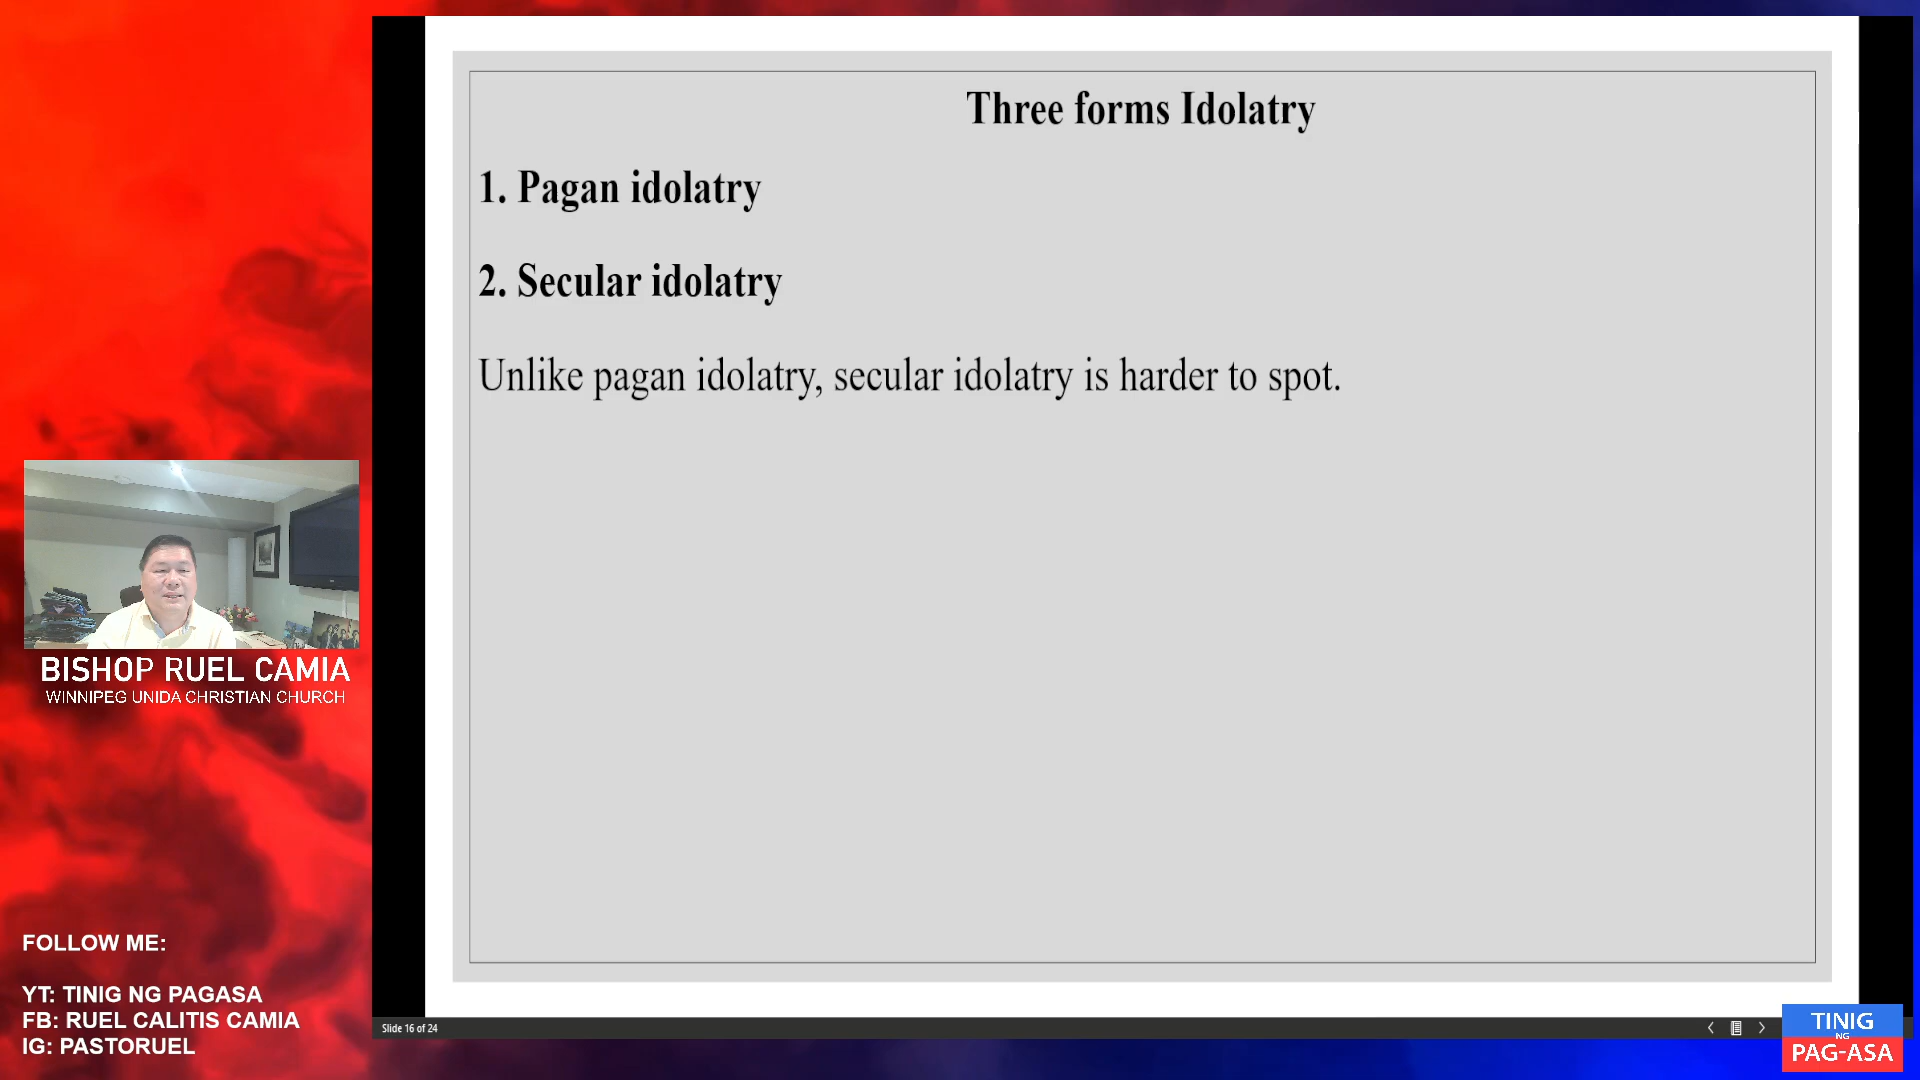 Three forms Idolatry
1. Pagan idolatry
2. Secular idolatry
Unlike pagan idolatry, secular idolatry is harder to spot.
BISHOP RUEL CAMIA
WINNIPEG UNIDA CHRISTIAN CHURCH
FOLLOW ME:
YT: TINIG NG PAGASA
FB: RUEL CALITIS CAMIA
IG: PASTORUEL
Slide 16 of 24
TINIG
NG
PAG-ASA